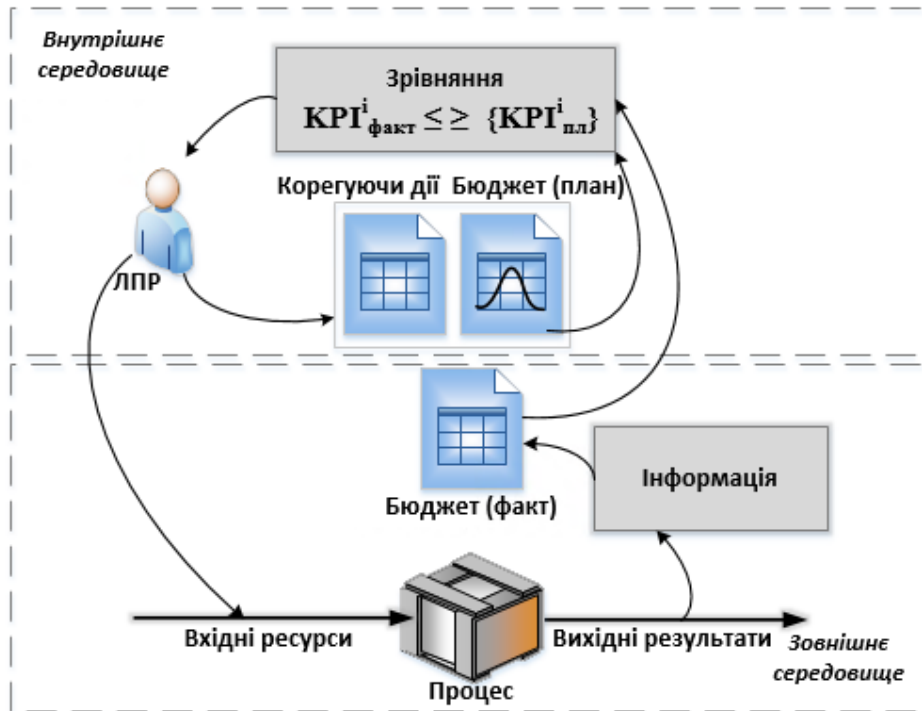 Внутрішнє
середовище
Зрівняння
KPIⁱфакт ≤ ≥ {KPIⁱпл}
Корегуючи дії Бюджет (план)
ЛПР
Бюджет (факт)
Інформація
Вхідні ресурси
Вихідні результати
Процес
Зовнішнє
середовище